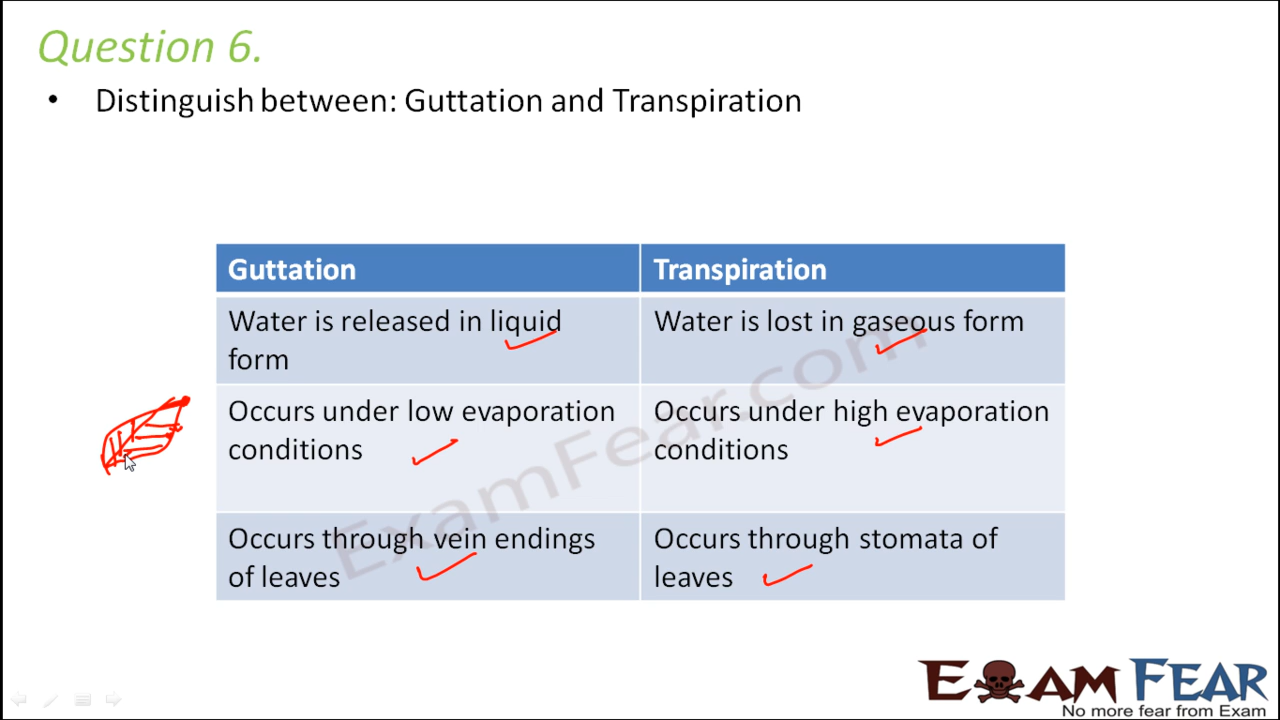 Question 6.
• Distinguish between: Guttation and Transpiration
Guttation
Transpiration
Water is released in liquid
form
Water is lost in gaseous form
Occurs under low evaporation
conditions
Occurs under high evaporation
conditions
Occurs through vein endings
of leaves
Occurs through stomata of
leaves
ExamFear.com
EXAM FEAR
No more fear from Exam